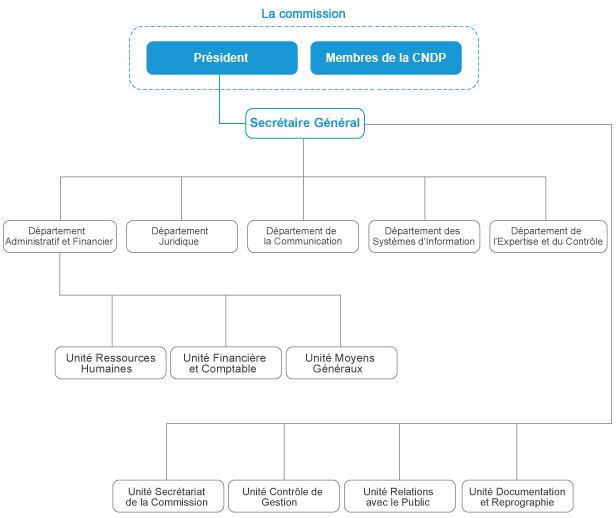 La commission
Président
Membres de la CNDP
Secrétaire Général
Département
Administratif et Financier
Département
Juridique
Département de
la Communication
Département des
Systèmes d'Information
Département de
l'Expertise et du Contrôle
Unité Ressources
Humaines
Unité Financière
et Comptable
Unité Moyens
Généraux
Unité Secrétariat
de la Commission
Unité Contrôle de
Gestion
Unité Relations
avec le Public
Unité Documentation
et Reprographie